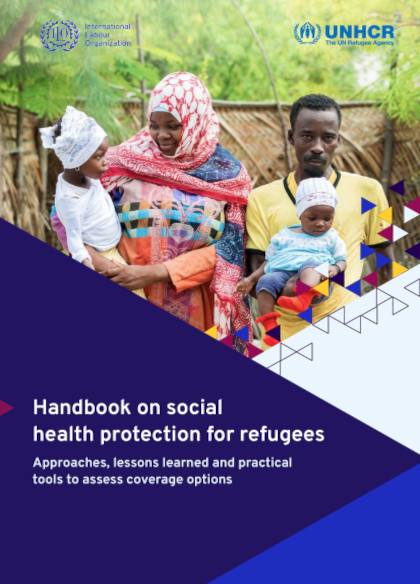 International
Labour
Organization
UNHCR
The UN Refugee Agency
Handbook on social
health protection for refugees
Approaches, lessons learned and practical
tools to assess coverage options